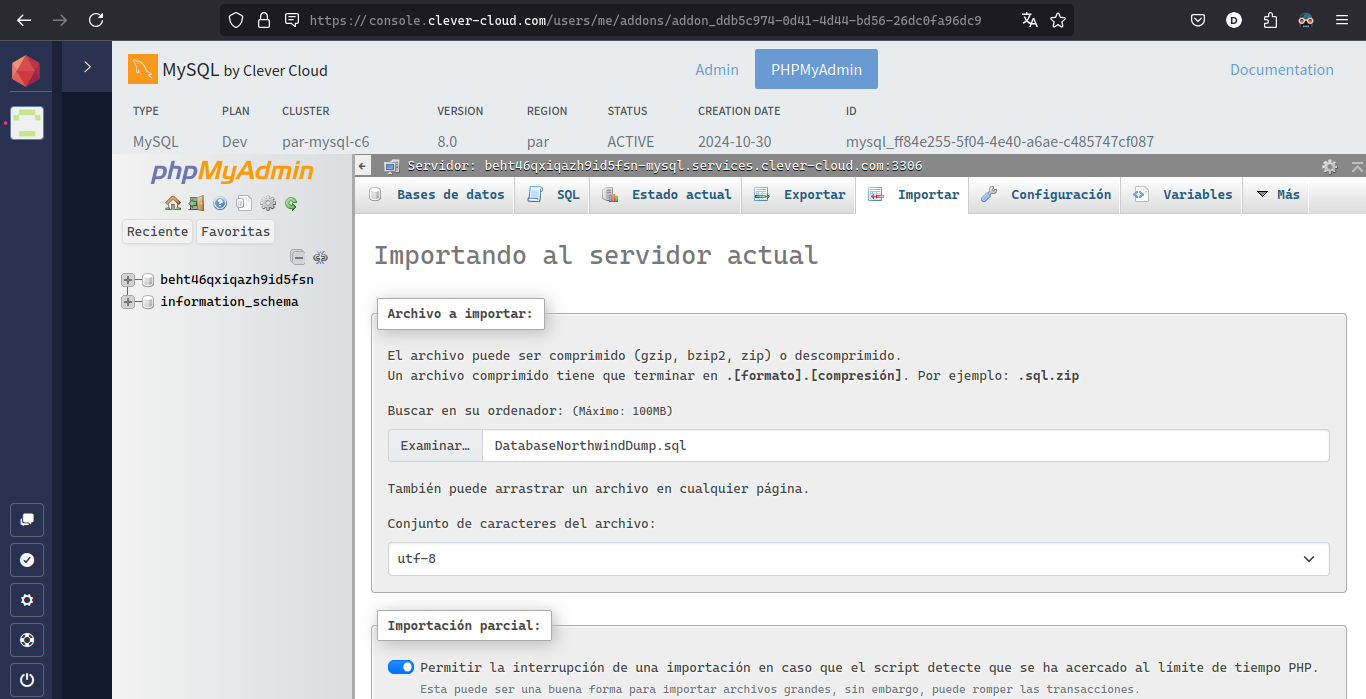 https://console.clever-cloud.com/users/me/addons/addon_ddb5c974-0d41-4d44-bd56-26dc0fa96dc9
D
MySQL by Clever Cloud
Admin
PHPMyAdmin
Documentation
TYPE PLAN CLUSTER VERSION REGION STATUS CREATION DATE ID
MySQL Dev par-mysql-c6 8.0 par ACTIVE 2024-10-30 mysql_ff84e255-5f04-4e40-a6ae-c485747cf087
phpMyAdmin
Reciente Favoritas
beht46qxiqazh9id5fsn
information_schema
Servidor: beht46qxiqazh9id5fsn-mysql.services.clever-cloud.com:3306
Bases de datos SQL Estado actual Exportar Importar Configuración Variables Más
Importando al servidor actual
Archivo a importar:
El archivo puede ser comprimido (gzip, bzip2, zip) o descomprimido.
Un archivo comprimido tiene que terminar en .[formato].[compresión]. Por ejemplo: .sql.zip
Buscar en su ordenador: (Máximo: 100MB)
Examinar… DatabaseNorthwindDump.sql
También puede arrastrar un archivo en cualquier página.
Conjunto de caracteres del archivo:
utf-8
Importación parcial:
Permitir la interrupción de una importación en caso que el script detecte que se ha acercado al límite de tiempo PHP.
Esta puede ser una buena forma para importar archivos grandes, sin embargo, puede romper las transacciones.